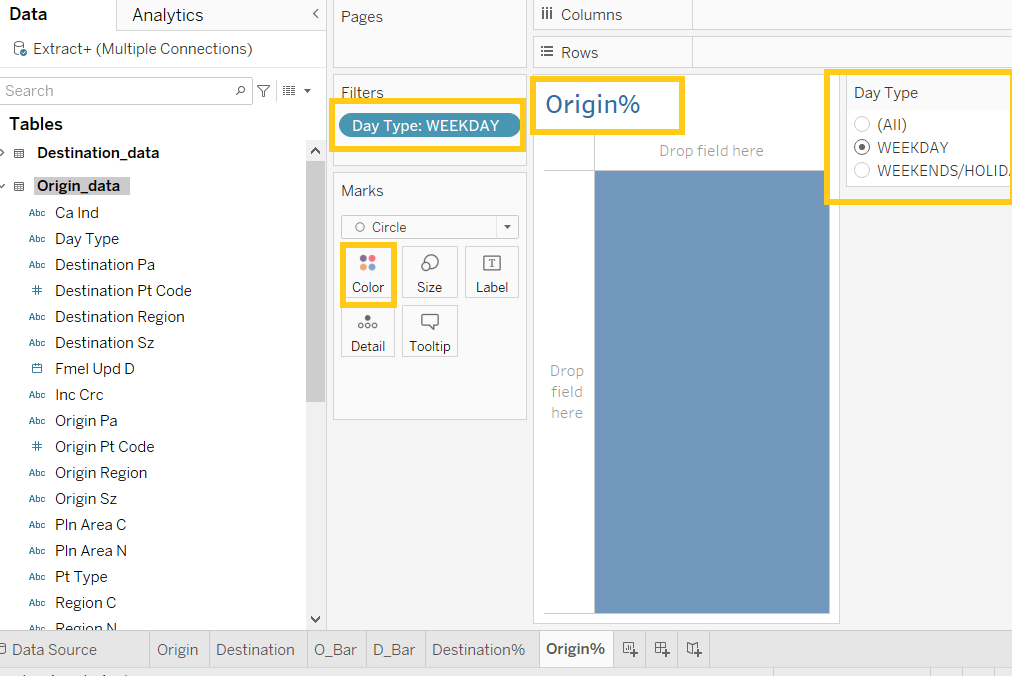 Data
Analytics
Extract+ (Multiple Connections)
Search
Tables
Destination_data
Origin_data
Abc Ca Ind
Abc Day Type
Abc Destination Pa
# Destination Pt Code
Abc Destination Region
Abc Destination Sz
Fmel Upd D
Abc Inc Crc
Abc Origin Pa
# Origin Pt Code
Abc Origin Region
Abc Origin Sz
Abc Pln Area C
Abc Pln Area N
Abc Pt Type
Abc Region C
Abc Region N
Pages
Filters
Day Type: WEEKDAY
Marks
Circle
Color
Size
T
Label
Detail
Tooltip
Columns
Rows
Origin%
Drop field here
Drop
field
here
Day Type
(All)
WEEKDAY
WEEKENDS/HOLID
Data Source
Origin
Destination
O_Bar
D_Bar
Destination%
Origin%